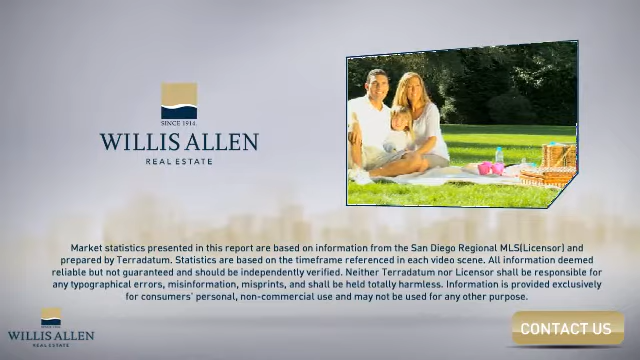 SINCE 1914
WILLIS ALLEN
REAL ESTATE
Market statistics presented in this report are based on information from the San Diego Regional MLS(Licensor) and
prepared by Terradatum. Statistics are based on the timeframe referenced in each video scene. All information deemed
reliable but not guaranteed and should be independently verified. Neither Terradatum nor Licensor shall be responsible for
any typographical errors, misinformation, misprints, and shall be held totally harmless. Information is provided exclusively
for consumers' personal, non-commercial use and may not be used for any other purpose.
WILLIS ALLEN
REAL ESTATE
CONTACT US